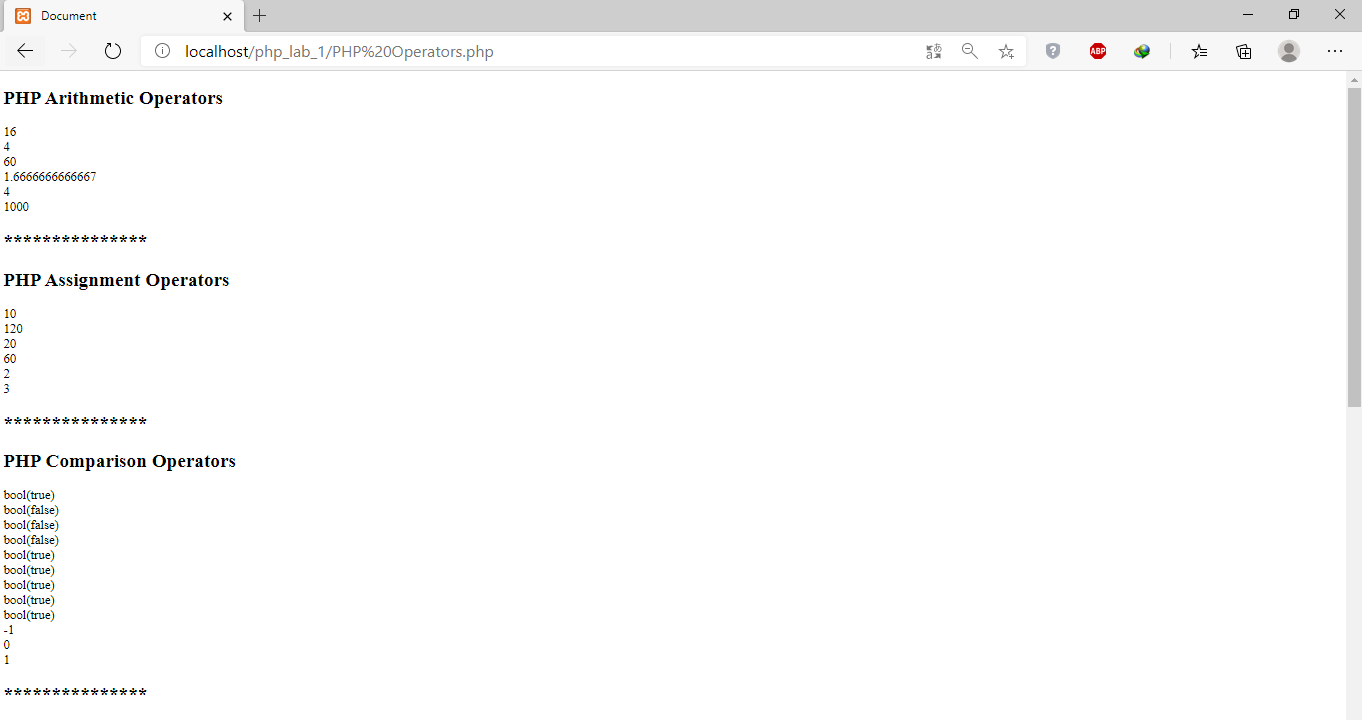 Document
localhost/php_lab_1/PHP%20Operators.php
ABP
PHP Arithmetic Operators
16
4
60
1.6666666666667
4
1000
***************
PHP Assignment Operators
10
120
20
60
2
3
***************
PHP Comparison Operators
bool(true)
bool(false)
bool(false)
bool(false)
bool(true)
bool(true)
bool(true)
bool(true)
bool(true)
-1
0
1
***************